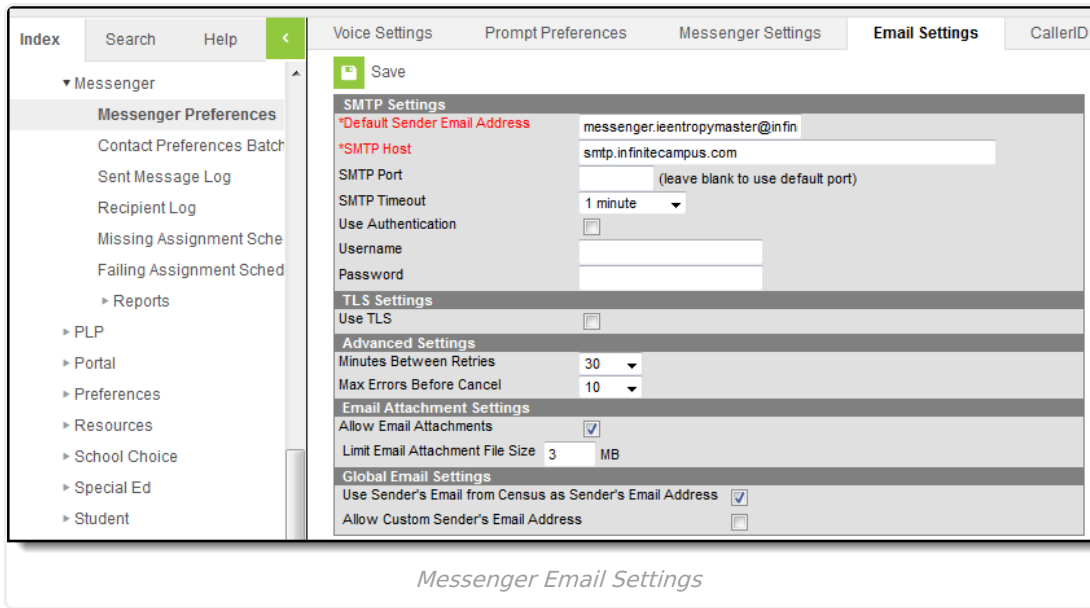 Index Search Help
Messenger
Messenger Preferences
Contact Preferences Batch
Sent Message Log
Recipient Log
Missing Assignment Sche
Failing Assignment Sched
Reports
PLP
Portal
Preferences
Resources
School Choice
Special Ed
Student
Voice Settings Prompt Preferences Messenger Settings Email Settings CallerID
Save
SMTP Settings
*Default Sender Email Address messenger.ieentropymaster@infini
*SMTP Host smtp.infinitecampus.com
SMTP Port (leave blank to use default port)
SMTP Timeout 1 minute
Use Authentication
Username
Password
TLS Settings
Use TLS
Advanced Settings
Minutes Between Retries 30
Max Errors Before Cancel 10
Email Attachment Settings
Allow Email Attachments
Limit Email Attachment File Size 3 MB
Global Email Settings
Use Sender's Email from Census as Sender's Email Address
Allow Custom Sender's Email Address
Messenger Email Settings